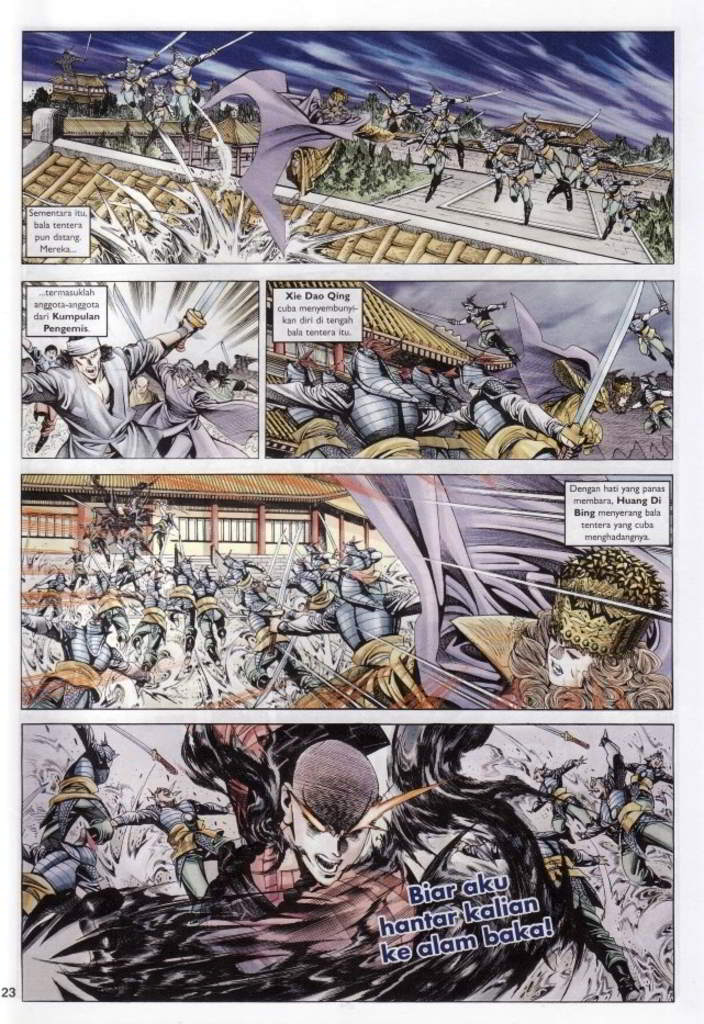 Sementara itu,
bala tentera
pun datang.
Mereka...
...termasuklah
anggota-anggota
dari Kumpulan
Pengemis.
Xie Dao Qing
cuba menyembunyi-
kan diri di tengah
bala tentera itu.
Dengan hati yang panas
membara, Huang Di
Bing menyerang bala
tentera yang cuba
menghadangnya.
Biar aku
hantar kalian
ke alam baka!
23